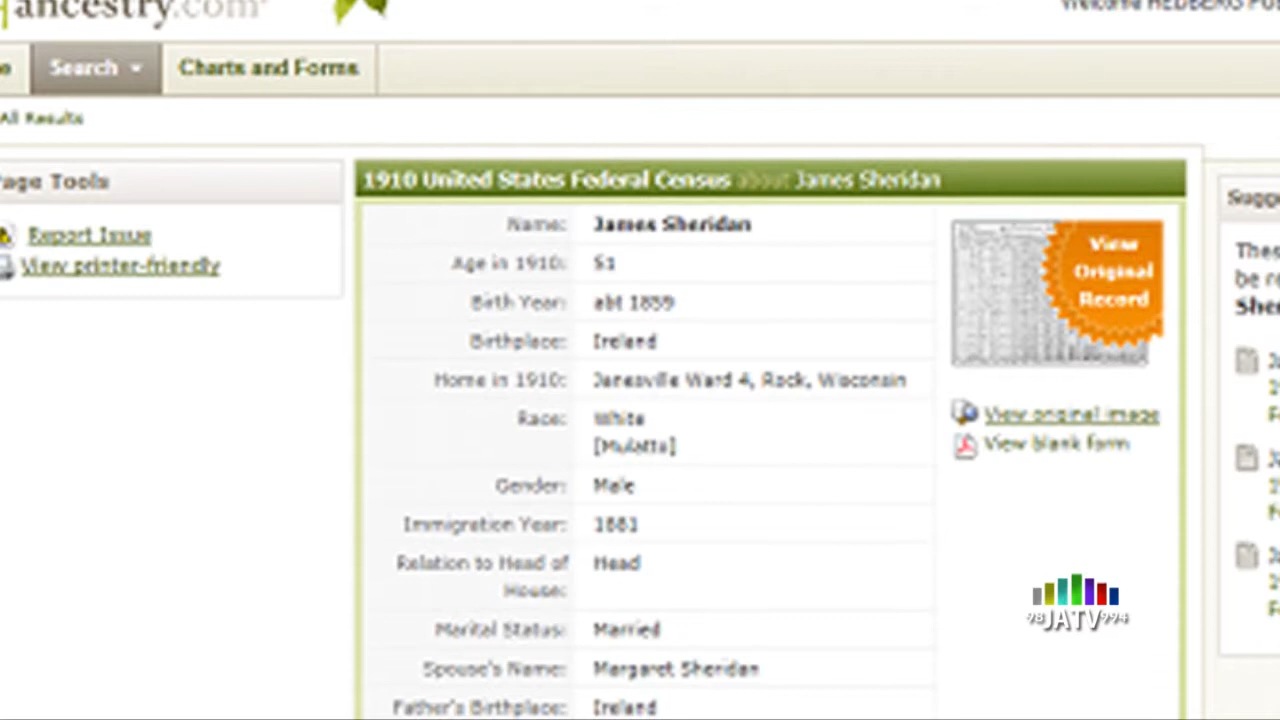 ancestry.com
Welcome HEDBERG
Search
Charts and Forms
All Results
Page Tools
Report Issue
View printer-friendly
1910 United States Federal Census about James Sheridan
Name: James Sheridan
Age in 1910: 51
Birth Year: abt 1859
Birthplace: Ireland
Home in 1910: Janesville Ward 4, Rock, Wisconsin
Race: White
[Mulatto]
Gender: Male
Immigration Year: 1881
Relation to Head of House: Head
Marital Status: Married
Spouse's Name: Margaret Sheridan
Father's Birthplace: Ireland
View
Original
Record
View original image
View blank form
98 JATV 994